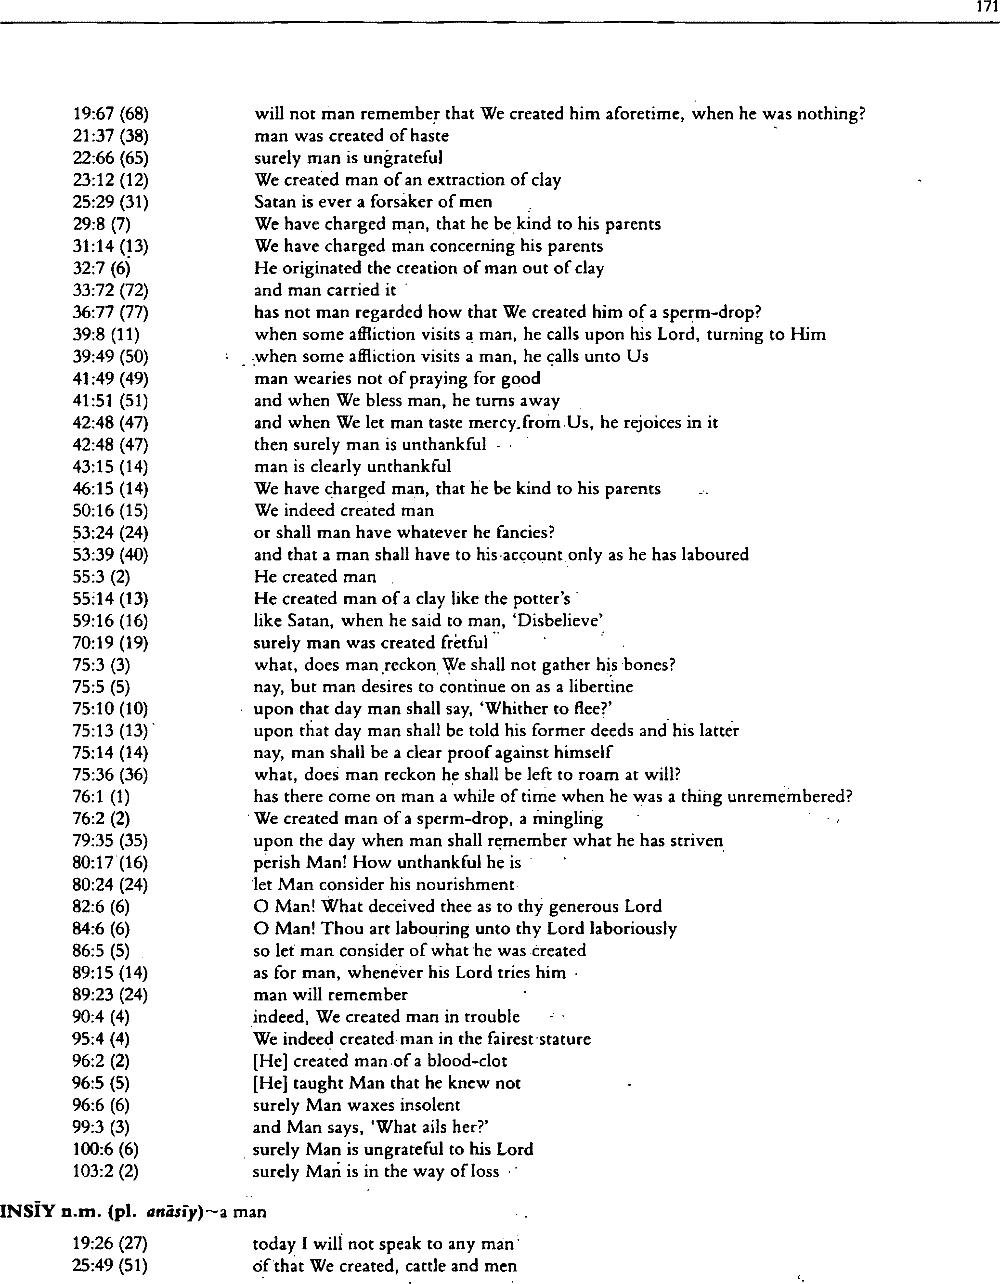 171
19:67 (68) will not man remember that We created him aforetime, when he was nothing?
21:37 (38) man was created of haste
22:66 (65) surely man is ungrateful
23:12 (12) We created man of an extraction of clay
25:29 (31) Satan is ever a forsaker of men
29:8 (7) We have charged man, that he be kind to his parents
31:14 (13) We have charged man concerning his parents
32:7 (6) He originated the creation of man out of clay
33:72 (72) and man carried it
36:77 (77) has not man regarded how that We created him of a sperm-drop?
39:8 (11) when some affliction visits a man, he calls upon his Lord, turning to Him
39:49 (50) when some affliction visits a man, he calls unto Us
41:49 (49) man wearies not of praying for good
41:51 (51) and when We bless man, he turns away
42:48 (47) and when We let man taste mercy from Us, he rejoices in it
42:48 (47) then surely man is unthankful
43:15 (14) man is clearly unthankful
46:15 (14) We have charged man, that he be kind to his parents
50:16 (15) We indeed created man
53:24 (24) or shall man have whatever he fancies?
53:39 (40) and that a man shall have to his account only as he has laboured
55:3 (2) He created man
55:14 (13) He created man of a clay like the potter's
59:16 (16) like Satan, when he said to man, 'Disbelieve'
70:19 (19) surely man was created fretful
75:3 (3) what, does man reckon We shall not gather his bones?
75:5 (5) nay, but man desires to continue on as a libertine
75:10 (10) upon that day man shall say, 'Whither to flee?'
75:13 (13) upon that day man shall be told his former deeds and his latter
75:14 (14) nay, man shall be a clear proof against himself
75:36 (36) what, does man reckon he shall be left to roam at will?
76:1 (1) has there come on man a while of time when he was a thing unremembered?
76:2 (2) We created man of a sperm-drop, a mingling
79:35 (35) upon the day when man shall remember what he has striven
80:17 (16) perish Man! How unthankful he is
80:24 (24) let Man consider his nourishment
82:6 (6) O Man! What deceived thee as to thy generous Lord
84:6 (6) O Man! Thou art labouring unto thy Lord laboriously
86:5 (5) so let man consider of what he was created
89:15 (14) as for man, whenever his Lord tries him
89:23 (24) man will remember
90:4 (4) indeed, We created man in trouble
95:4 (4) We indeed created man in the fairest stature
96:2 (2) [He] created man of a blood-clot
96:5 (5) [He] taught Man that he knew not
96:6 (6) surely Man waxes insolent
99:3 (3) and Man says, 'What ails her?'
100:6 (6) surely Man is ungrateful to his Lord
103:2 (2) surely Man is in the way of loss
INSĪY n.m. (pl. anāsīy)~a man
19:26 (27) today I will not speak to any man
25:49 (51) of that We created, cattle and men